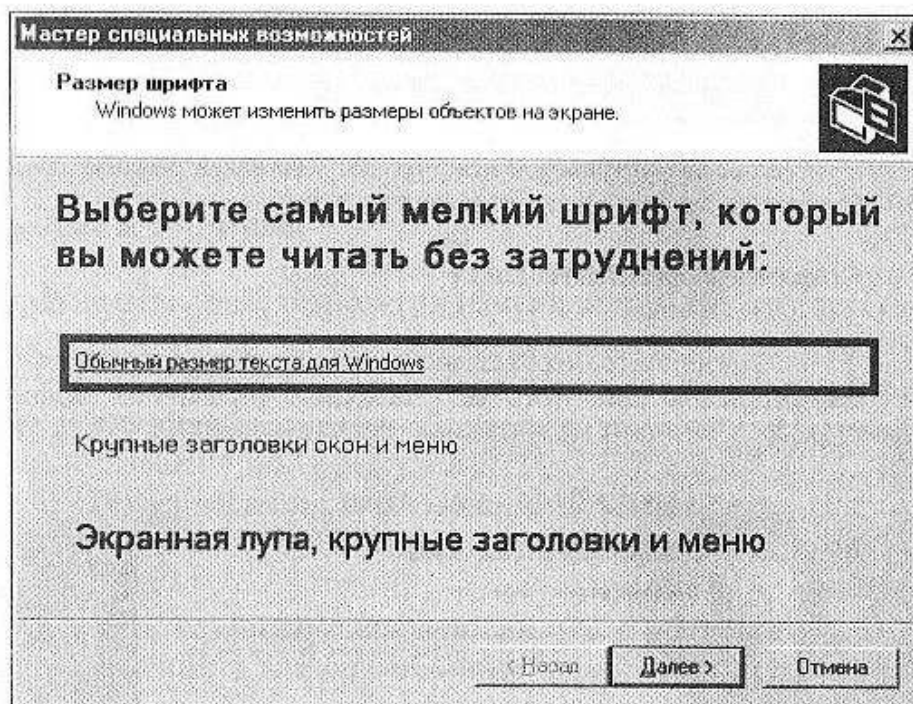 Мастер специальных возможностей
Размер шрифта
Windows может изменить размеры объектов на экране.
Выберите самый мелкий шрифт, который
вы можете читать без затруднений:
Обычный размер текста для Windows
Крупные заголовки окон и меню
Экранная лупа, крупные заголовки и меню
< Назад Далее > Отмена